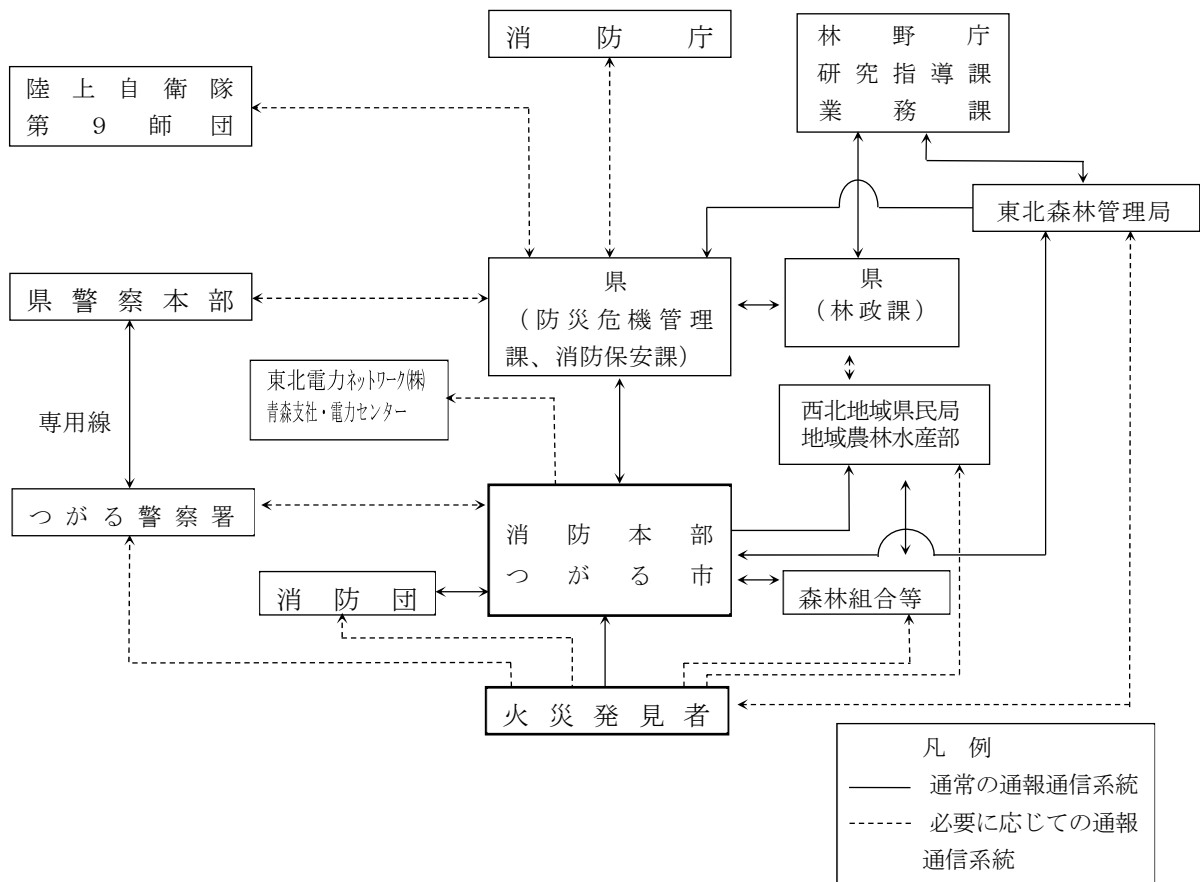 消防庁
林野庁
研究指導課
業務課
陸上自衛隊
第９師団
東北森林管理局
県警察本部
県
（防災危機管理
課、消防保安課）
県
（林政課）
東北電力ﾈｯﾄﾜｰｸ㈱
青森支社・電力センター
専用線
西北地域県民局
地域農林水産部
つがる警察署
消防本部
つがる市
消防団
森林組合等
火災発見者
凡例
通常の通報通信系統
必要に応じての通報
通信系統